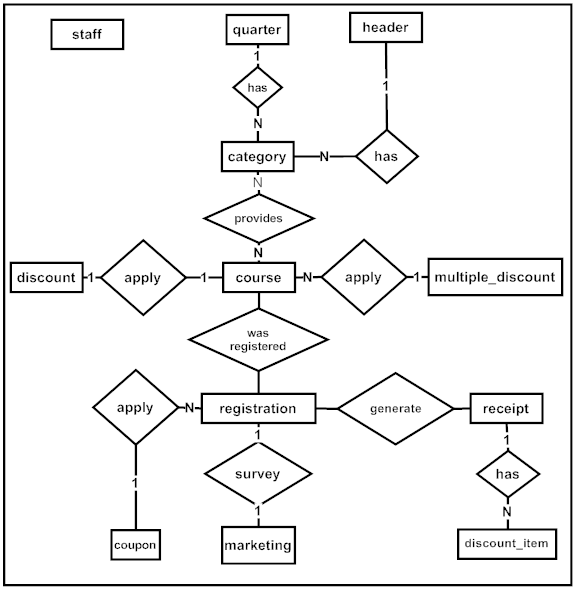 staff
quarter
header
1
has
1
N
category
N
has
N
provides
N
discount
1
apply
1
course
N
apply
1
multiple_discount
was
registered
apply
N
registration
generate
receipt
1
1
survey
has
1
1
N
coupon
marketing
discount_item